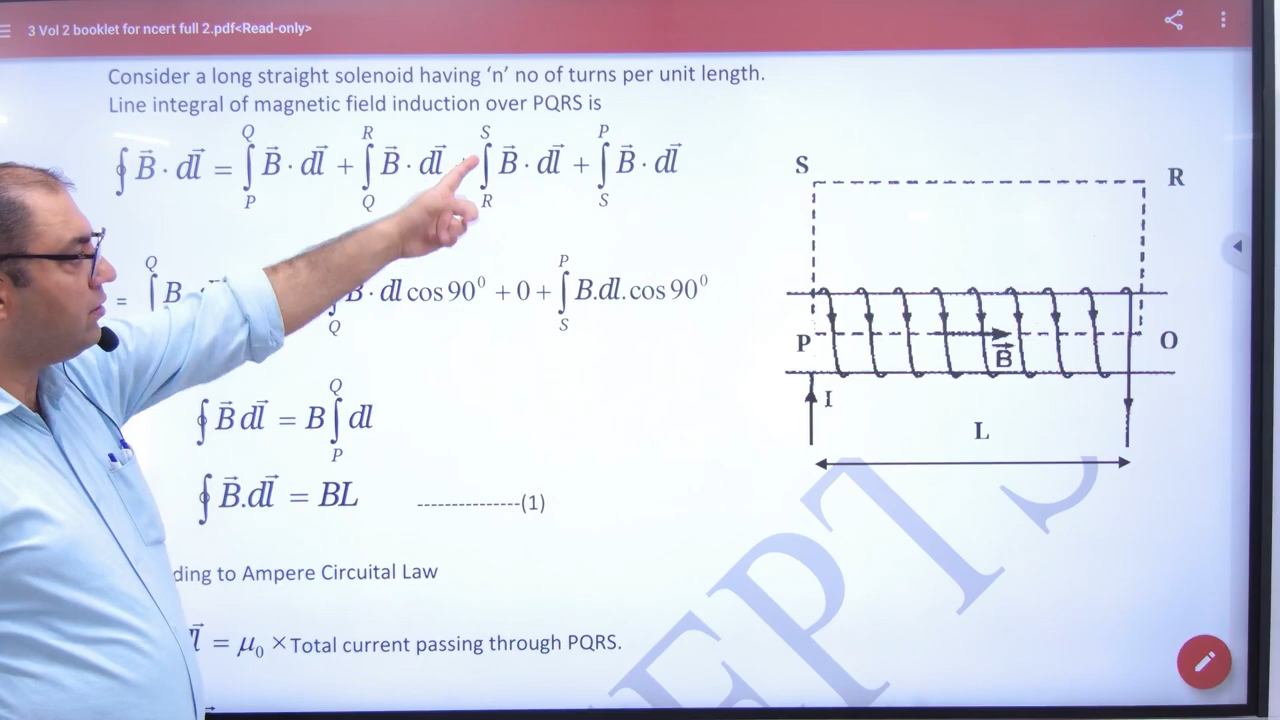 3 Vol 2 booklet for ncert full 2.pdf<Read-only>
Consider a long straight solenoid having ‘n’ no of turns per unit length.
Line integral of magnetic field induction over PQRS is
∮ B⃗ · dl⃗ = ∫_P^Q B⃗ · dl⃗ + ∫_Q^R B⃗ · dl⃗ ∫_R^S B⃗ · dl⃗ + ∫_S^P B⃗ · dl⃗
= ∫^Q B B · dl cos 90⁰ + 0 + ∫_S^P B.dl.cos 90⁰
Q
∮ B⃗ dl⃗ = B ∫_P^Q dl
∮ B⃗.dl⃗ = BL ---------------(1)
ding to Ampere Circuital Law
l⃗ = μ₀ × Total current passing through PQRS.
S
R
P
O
B⃗
I
L
EPT